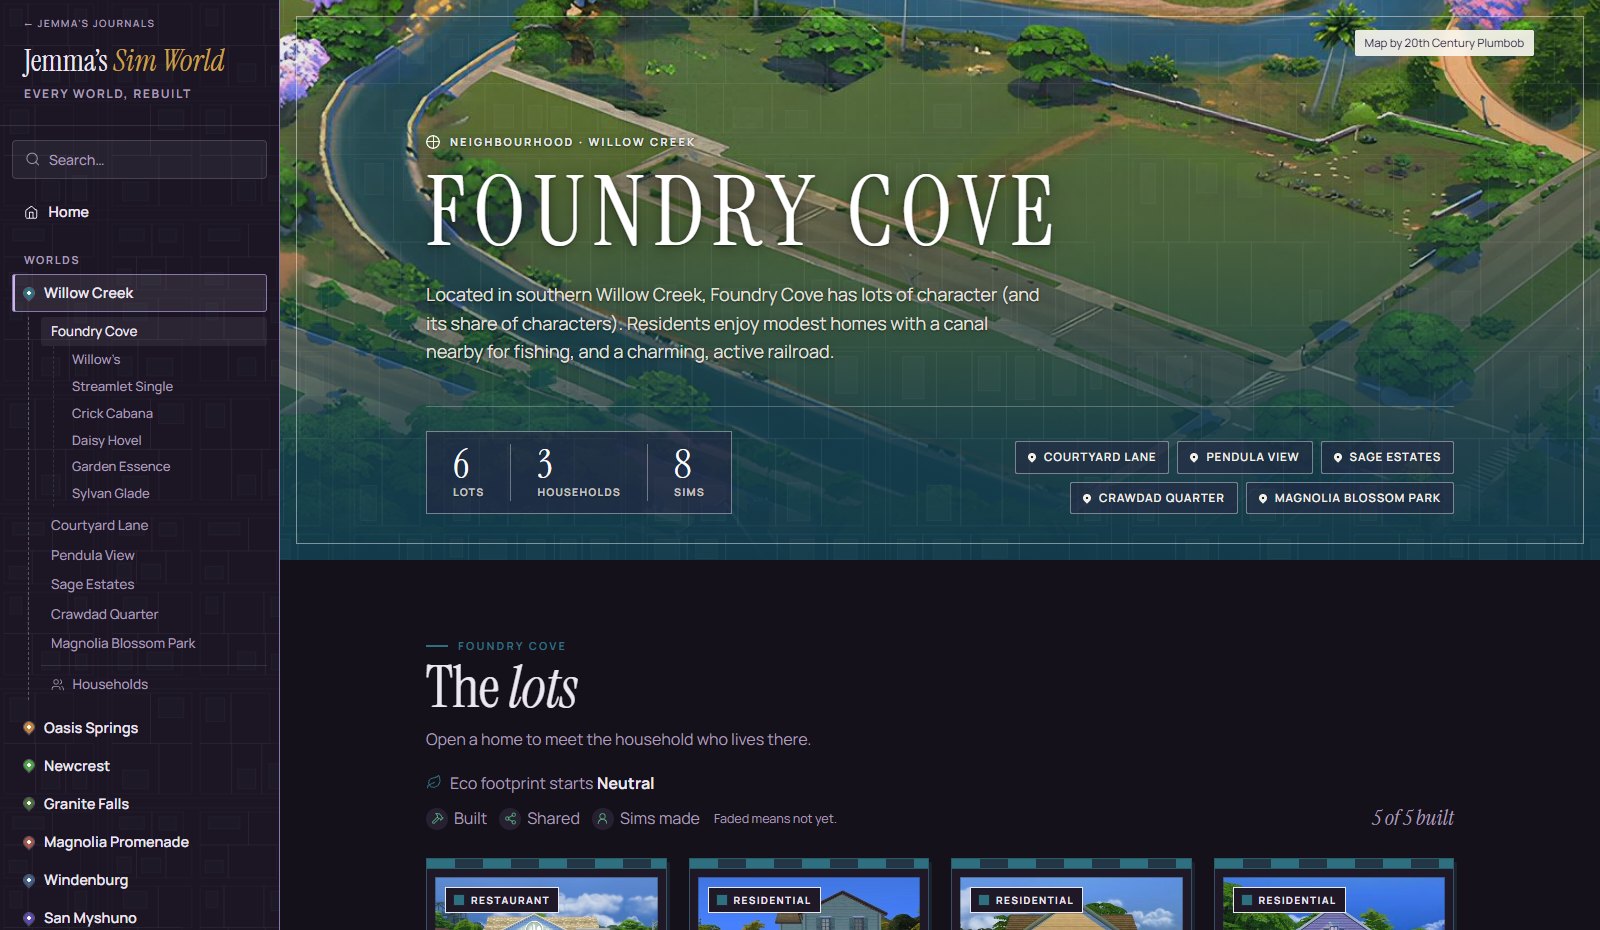 ← JEMMA'S JOURNALS
Jemma's Sim World
EVERY WORLD, REBUILT
Search...
Home
WORLDS
Willow Creek
Foundry Cove
Willow's
Streamlet Single
Crick Cabana
Daisy Hovel
Garden Essence
Sylvan Glade
Courtyard Lane
Pendula View
Sage Estates
Crawdad Quarter
Magnolia Blossom Park
Households
Oasis Springs
Newcrest
Granite Falls
Magnolia Promenade
Windenburg
San Myshuno
Map by 20th Century Plumbob
NEIGHBOURHOOD · WILLOW CREEK
FOUNDRY COVE
Located in southern Willow Creek, Foundry Cove has lots of character (and
its share of characters). Residents enjoy modest homes with a canal
nearby for fishing, and a charming, active railroad.
6 LOTS
3 HOUSEHOLDS
8 SIMS
COURTYARD LANE
PENDULA VIEW
SAGE ESTATES
CRAWDAD QUARTER
MAGNOLIA BLOSSOM PARK
FOUNDRY COVE
The lots
Open a home to meet the household who lives there.
Eco footprint starts Neutral
Built Shared Sims made Faded means not yet.
5 of 5 built
RESTAURANT
RESIDENTIAL
RESIDENTIAL
RESIDENTIAL